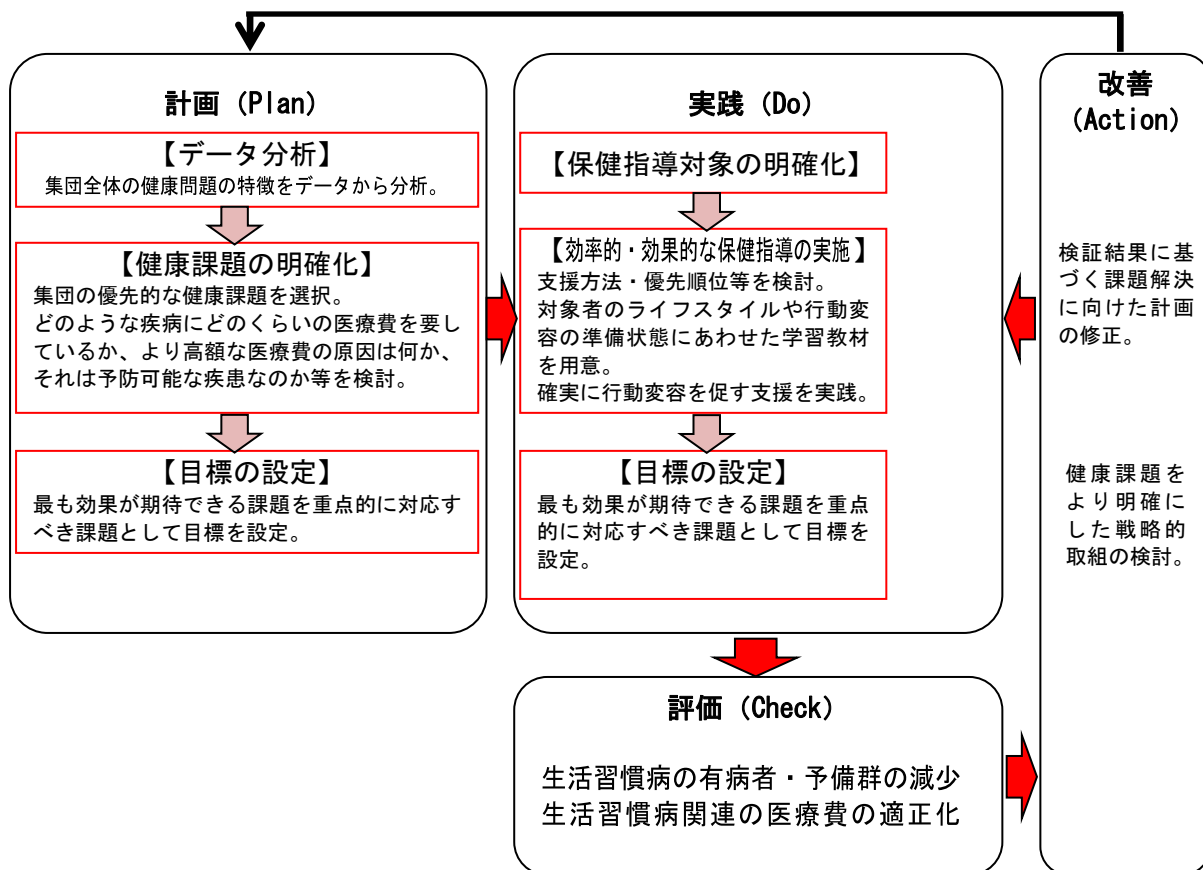 計画（Plan）
【データ分析】
集団全体の健康問題の特徴をデータから分析。
【健康課題の明確化】
集団の優先的な健康課題を選択。
どのような疾病にどのくらいの医療費を要し
ているか、より高額な医療費の原因は何か、
それは予防可能な疾患なのか等を検討。
【目標の設定】
最も効果が期待できる課題を重点的に対応す
べき課題として目標を設定。
実践（Do）
【保健指導対象の明確化】
【効率的・効果的な保健指導の実施】
支援方法・優先順位等を検討。
対象者のライフスタイルや行動変
容の準備状態にあわせた学習教材
を用意。
確実に行動変容を促す支援を実践。
【目標の設定】
最も効果が期待できる課題を重点
的に対応すべき課題として目標を
設定。
評価（Check）
生活習慣病の有病者・予備群の減少
生活習慣病関連の医療費の適正化
改善
（Action）
検証結果に基
づく課題解決
に向けた計画
の修正。
健康課題を
より明確に
した戦略的
取組の検討。